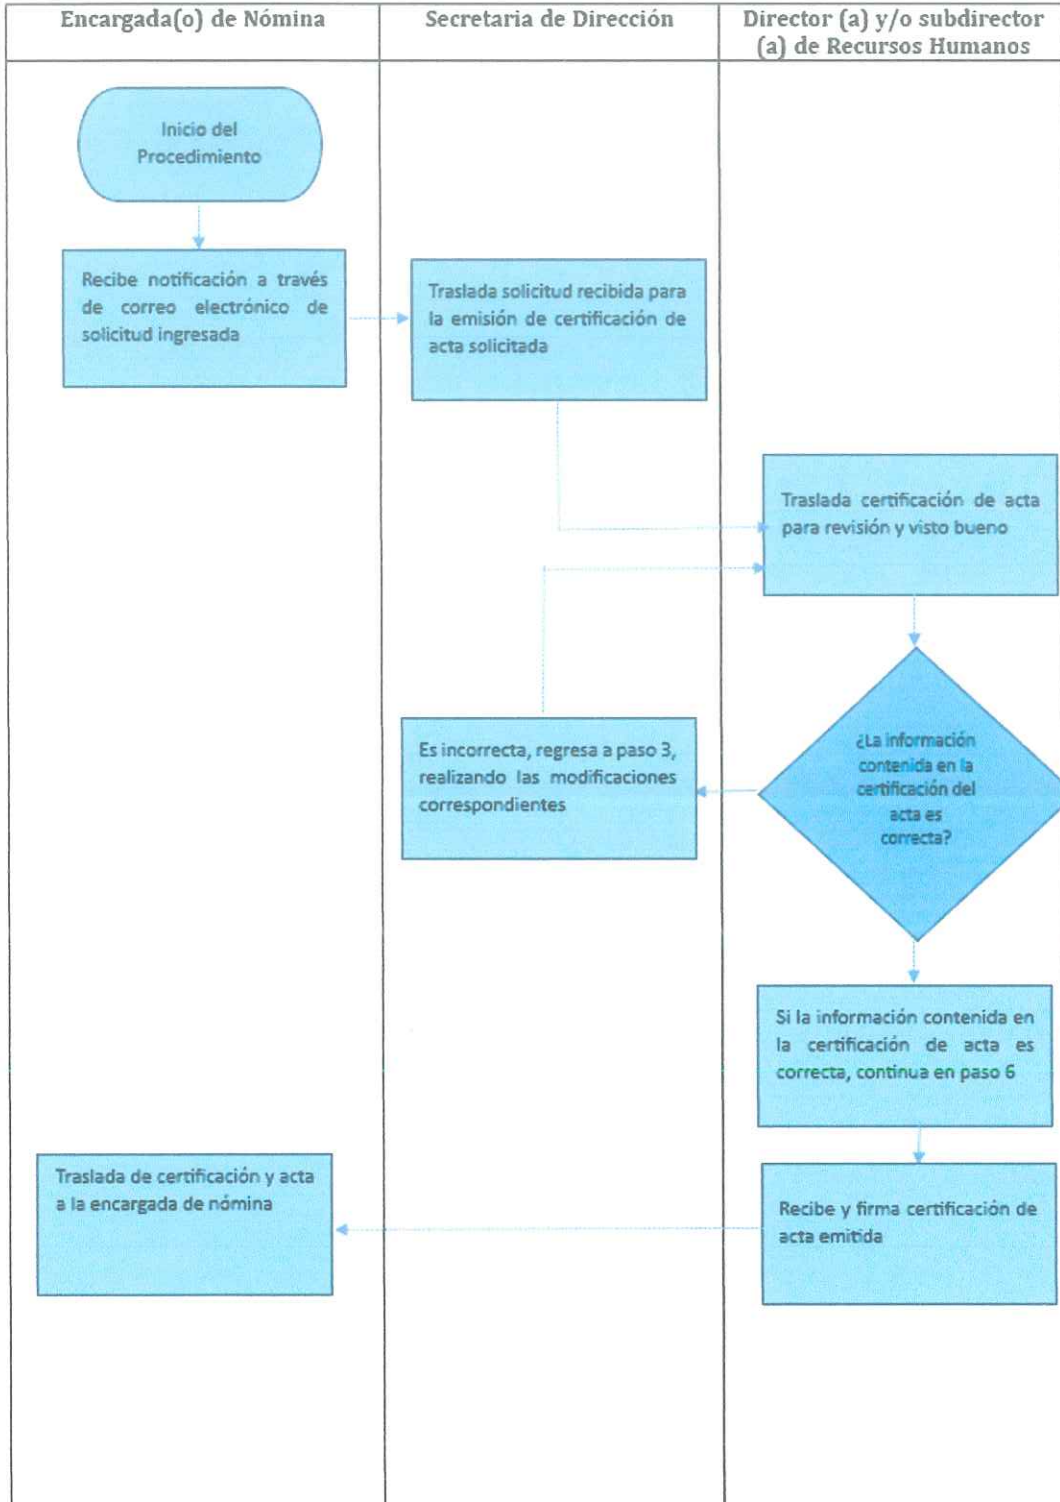 Encargada(o) de Nómina
Secretaria de Dirección
Director (a) y/o subdirector
(a) de Recursos Humanos
Inicio del
Procedimiento
Recibe notificación a través
de correo electrónico de
solicitud ingresada
Traslada solicitud recibida para
la emisión de certificación de
acta solicitada
Traslada certificación de acta
para revisión y visto bueno
¿La información
contenida en la
certificación del
acta es
correcta?
Es incorrecta, regresa a paso 3,
realizando las modificaciones
correspondientes
Si la información contenida en
la certificación de acta es
correcta, continua en paso 6
Recibe y firma certificación de
acta emitida
Traslada de certificación y acta
a la encargada de nómina